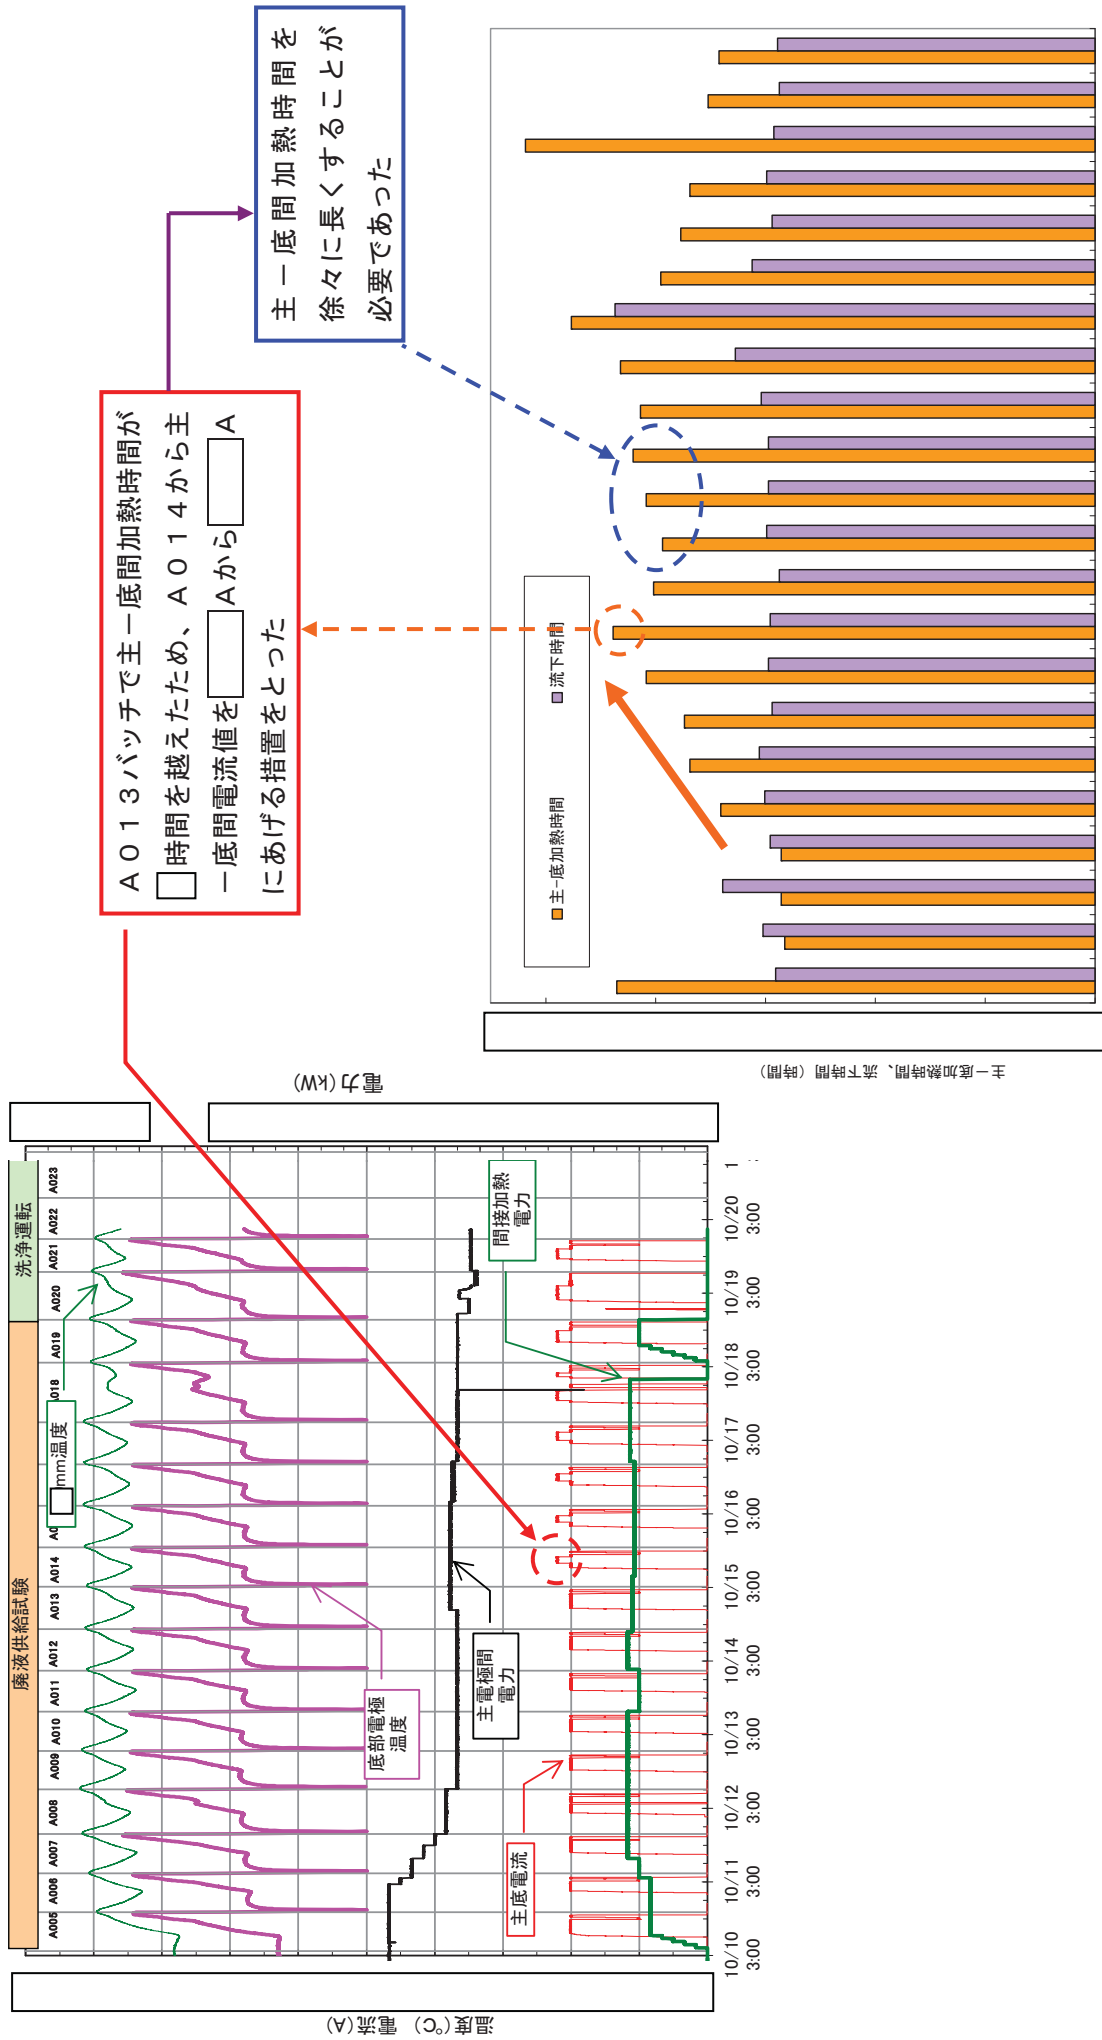 A013バッチで主ー底間加熱時間が
時間を越えたため、A014から主
ー底間電流値を Aから A
にあげる措置をとった
主ー底間加熱時間を
徐々に長くすることが
必要であった
廃液供給試験
洗浄運転
A005
A006
A007
A008
A009
A010
A011
A012
A013
A014
A0
018
A019
A020
A021
A022
A023
mm温度
底部電極
温度
主電極間
電力
主底電流
間接加熱
電力
温度(℃) 電流(A)
電力(kW)
10/10
3:00
10/11
3:00
10/12
3:00
10/13
3:00
10/14
3:00
10/15
3:00
10/16
3:00
10/17
3:00
10/18
3:00
10/19
3:00
10/20
3:00
1
主ー底加熱時間、流下時間 (時間)
主-底加熱時間
流下時間